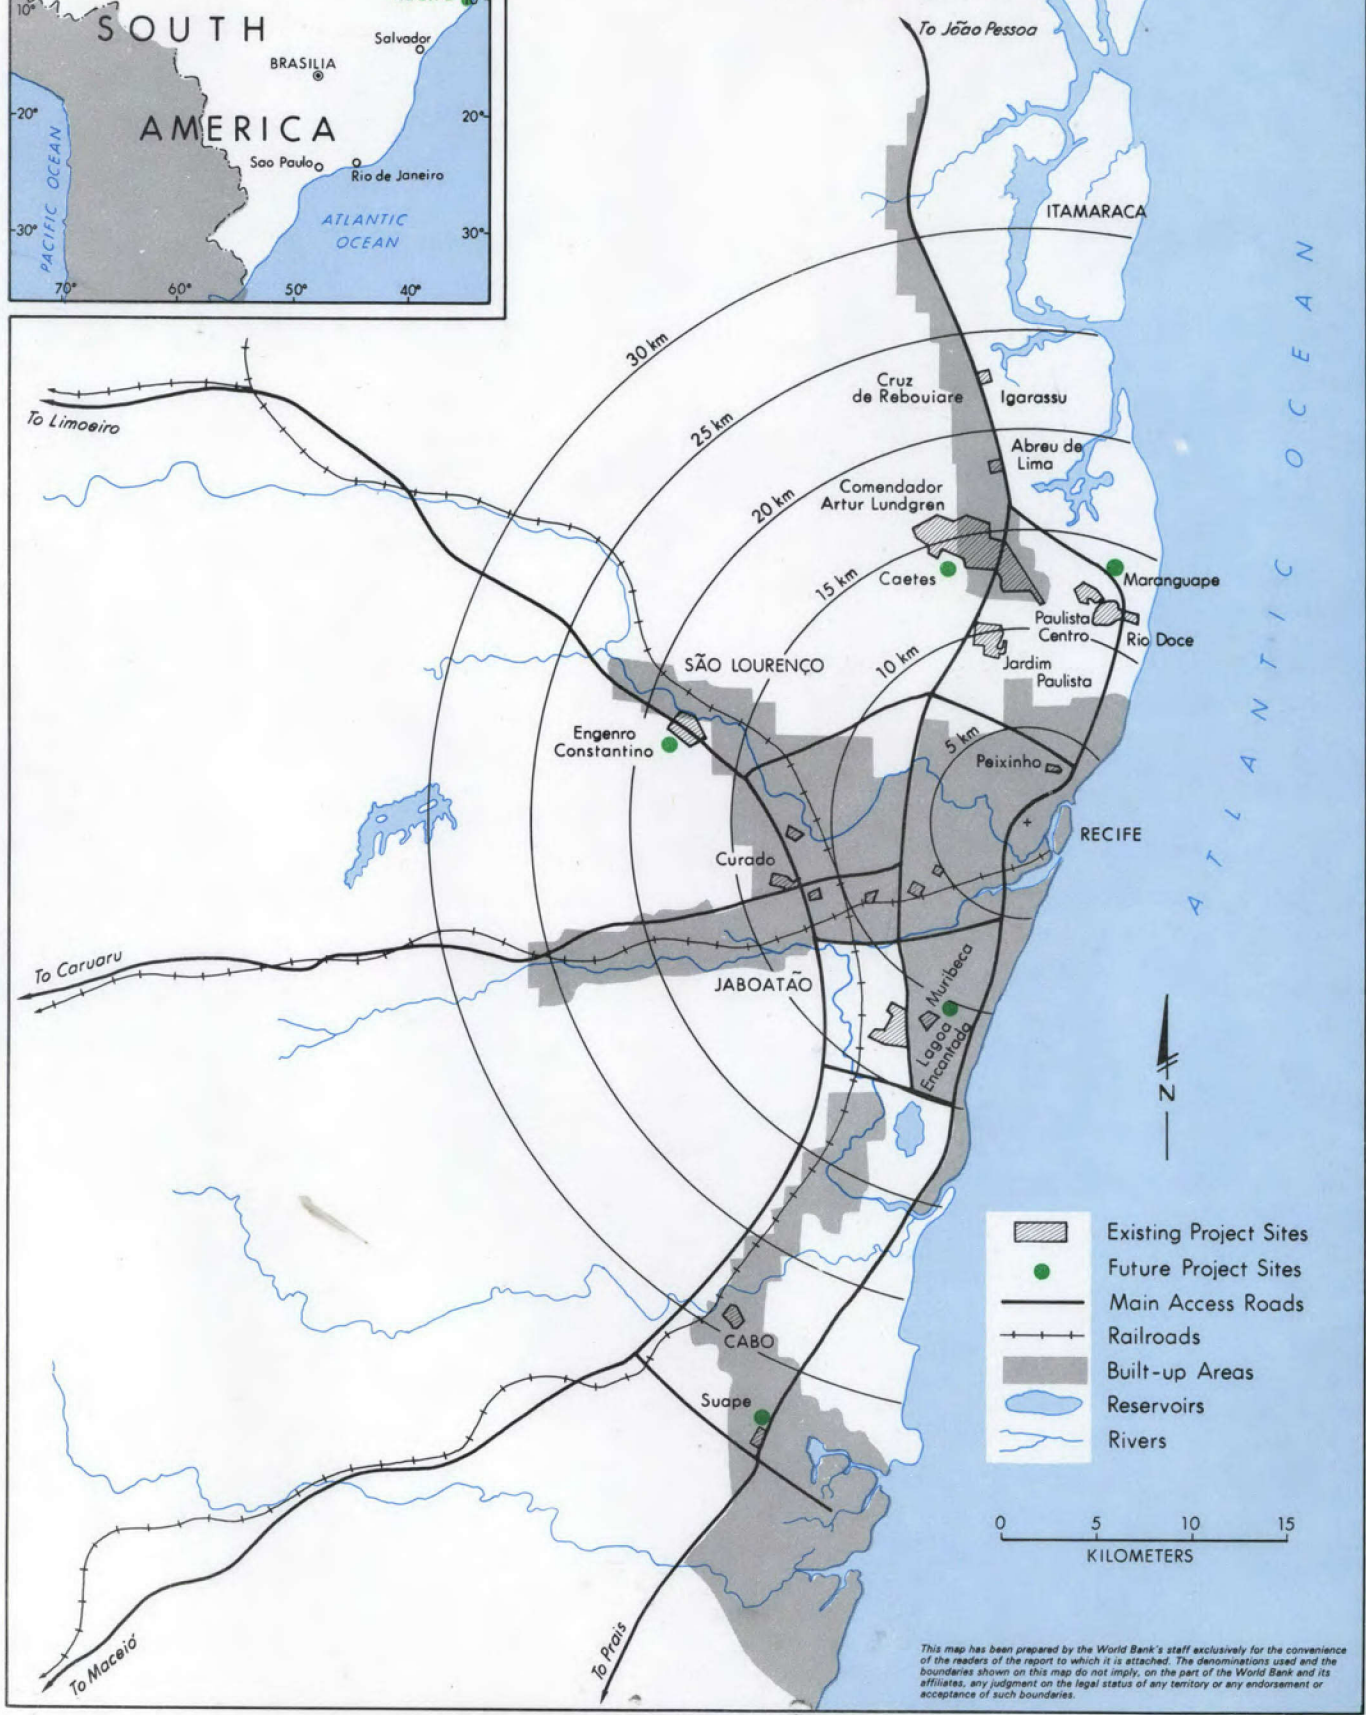 10°
10°
SOUTH
Salvador
BRASILIA
20°
20°
AMERICA
Sao Paulo
Rio de Janeiro
PACIFIC OCEAN
ATLANTIC
OCEAN
30°
30°
70°
60°
50°
40°
To João Pessoa
ITAMARACA
ATLANTIC OCEAN
30 km
25 km
20 km
15 km
10 km
5 km
To Limoeiro
Cruz
de Rebouiare
Igarassu
Abreu de
Lima
Comendador
Artur Lundgren
Caetes
Maranguape
Paulista
Centro
Rio Doce
Jardim
Paulista
SÃO LOURENÇO
Engenro
Constantino
Peixinho
RECIFE
Curado
To Caruaru
JABOATÃO
Muribeca
Lagoa
Encantada
N
CABO
Suape
To Maceió
To Prais
Existing Project Sites
Future Project Sites
Main Access Roads
Railroads
Built-up Areas
Reservoirs
Rivers
0 5 10 15
KILOMETERS
This map has been prepared by the World Bank's staff exclusively for the convenience
of the readers of the report to which it is attached. The denominations used and the
boundaries shown on this map do not imply, on the part of the World Bank and its
affiliates, any judgment on the legal status of any territory or any endorsement or
acceptance of such boundaries.